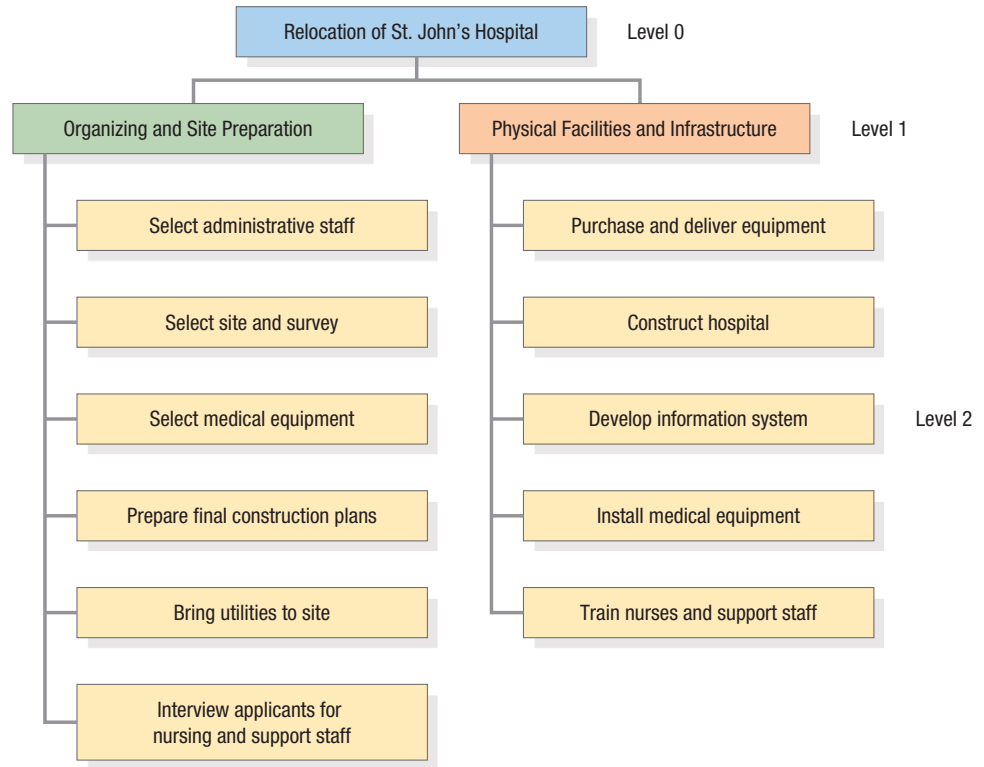 Relocation of St. John’s Hospital
Level 0
Organizing and Site Preparation
Physical Facilities and Infrastructure
Level 1
Select administrative staff
Purchase and deliver equipment
Select site and survey
Construct hospital
Select medical equipment
Develop information system
Level 2
Prepare final construction plans
Install medical equipment
Bring utilities to site
Train nurses and support staff
Interview applicants for
nursing and support staff